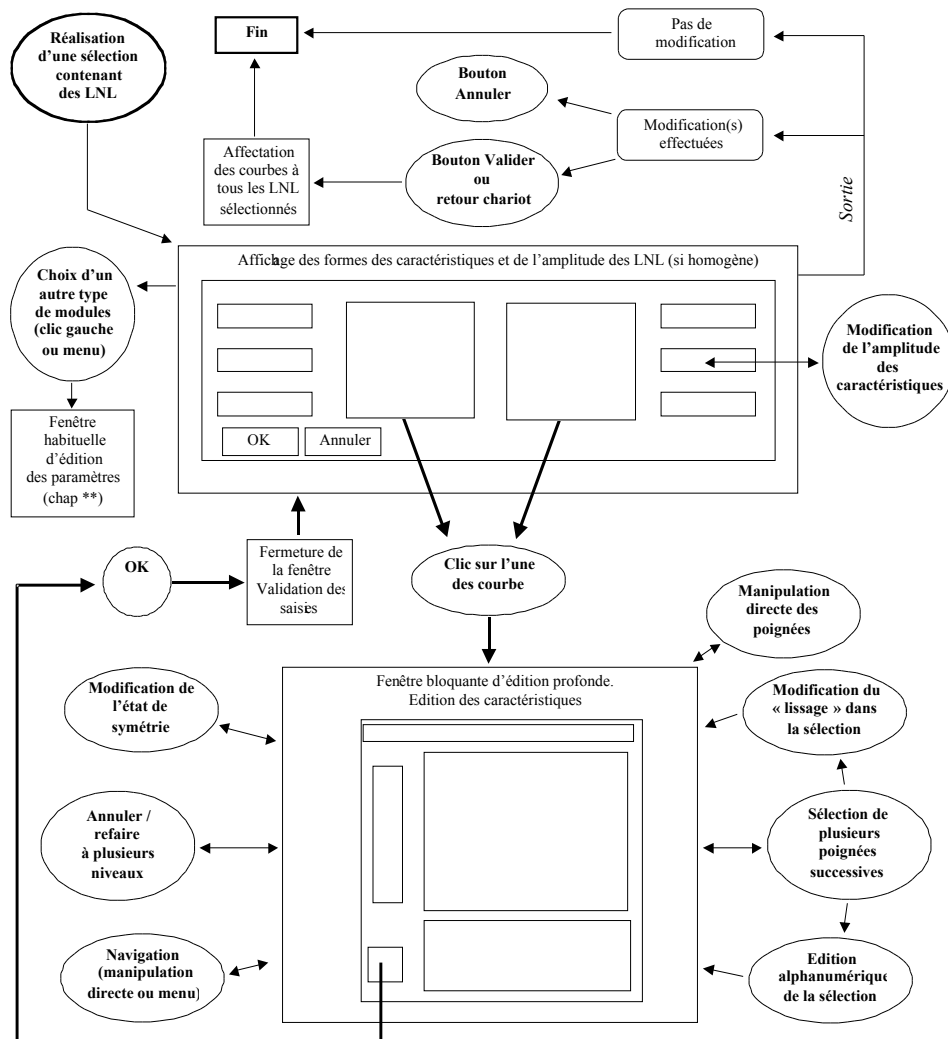 Réalisation
d'une sélection
contenant
des LNL
Fin
Pas de
modification
Bouton
Annuler
Modification(s)
effectuées
Bouton Valider
ou
retour chariot
Affectation
des courbes à
tous les LNL
sélectionnés
Sortie
Affichage des formes des caractéristiques et de l'amplitude des LNL (si homogène)
Choix d'un
autre type
de modules
(clic gauche
ou menu)
Modification
de l'amplitude
des
caractéristiques
OK
Annuler
Fenêtre
habituelle
d'édition
des paramètres
(chap **)
OK
Fermeture de
la fenêtre
Validation des
saisies
Clic sur l'une
des courbe
Manipulation
directe des
poignées
Fenêtre bloquante d'édition profonde.
Edition des caractéristiques
Modification de
l'état de
symétrie
Modification du
« lissage » dans
la sélection
Annuler /
refaire
à plusieurs
niveaux
Sélection de
plusieurs
poignées
successives
Navigation
(manipulation
directe ou menu)
Edition
alphanumérique
de la sélection